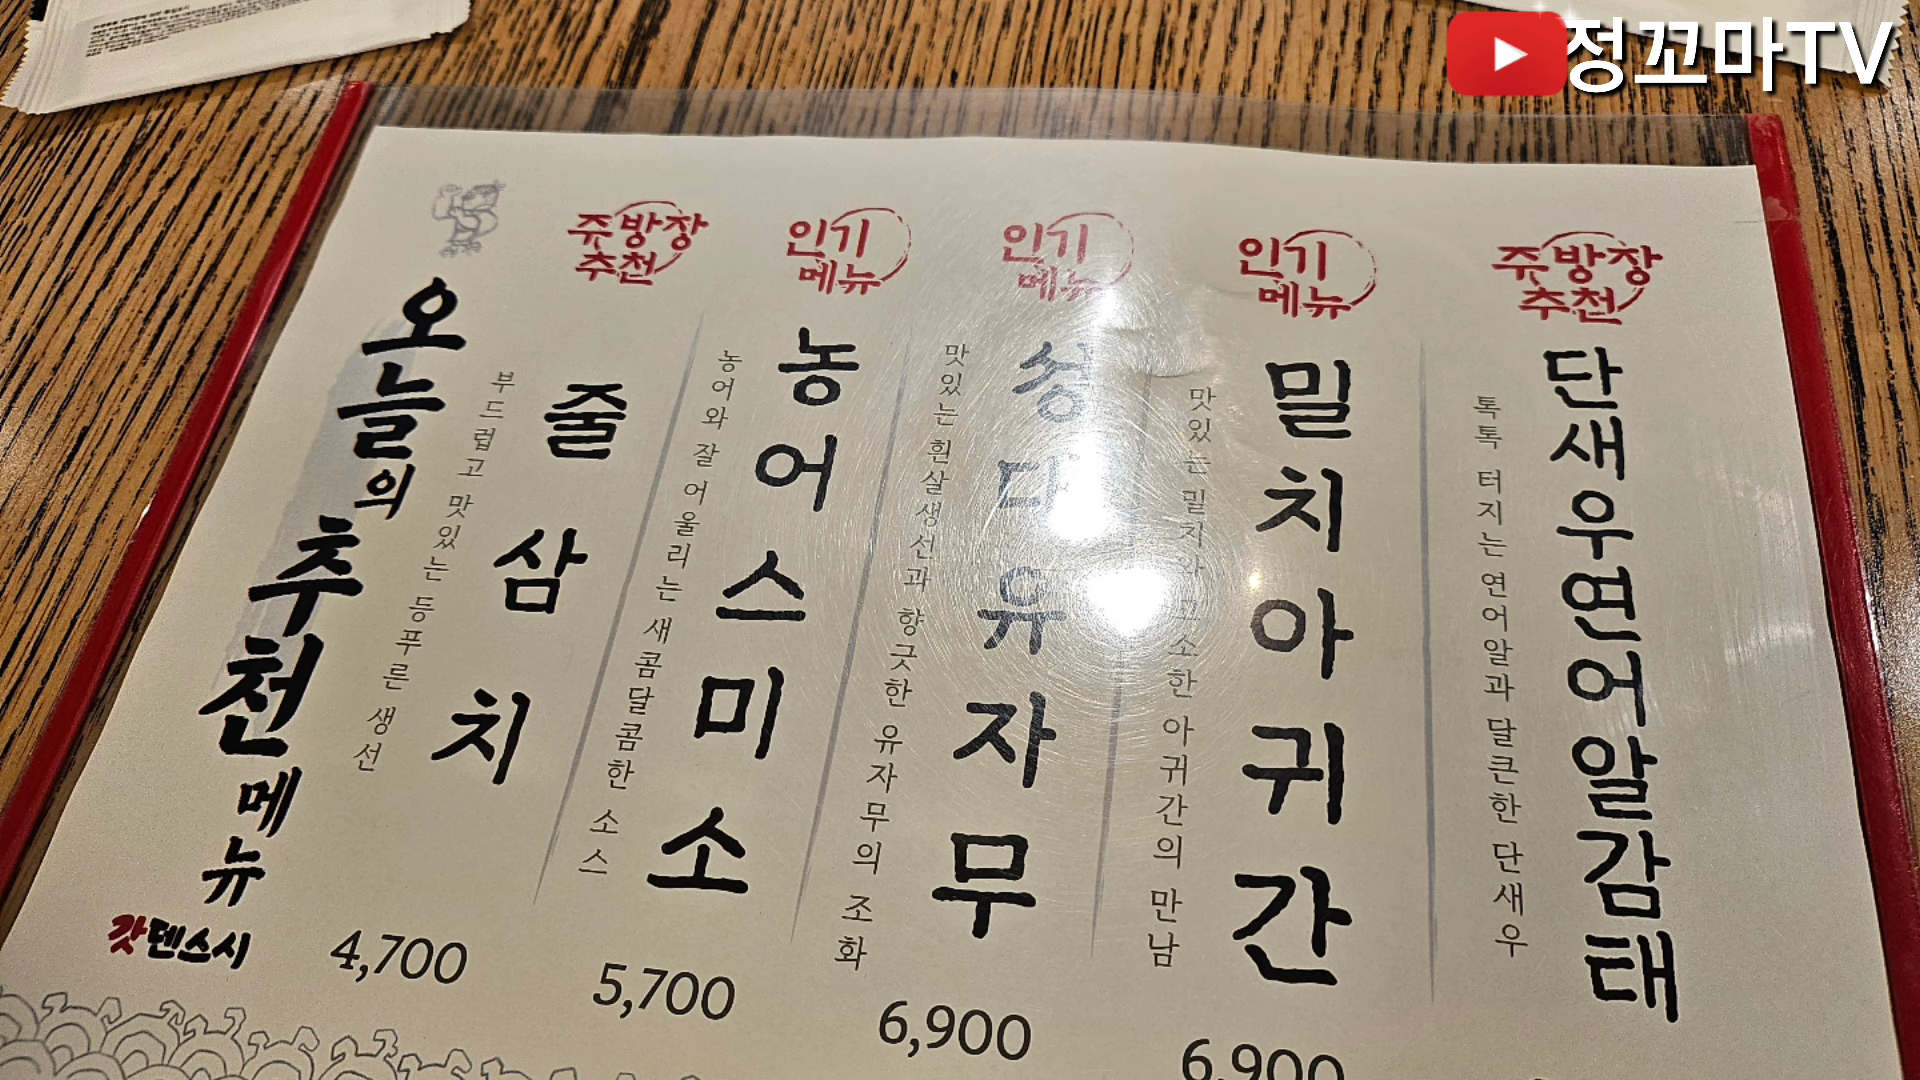 정꼬마TV
오늘의 추천 메뉴
갓덴스시
주방장
추천
줄삼치
부드럽고 맛있는 등푸른 생선
4,700
인기
메뉴
농어스미소
농어와 잘 어울리는 새콤달콤한 소스
5,700
인기
메뉴
성대유자무
맛있는 흰살생선과 향긋한 유자무의 조화
6,900
인기
메뉴
밀치아귀간
맛있는 밀치와 고소한 아귀간의 만남
6,900
주방장
추천
단새우연어알감태
톡톡 터지는 연어알과 달큰한 단새우